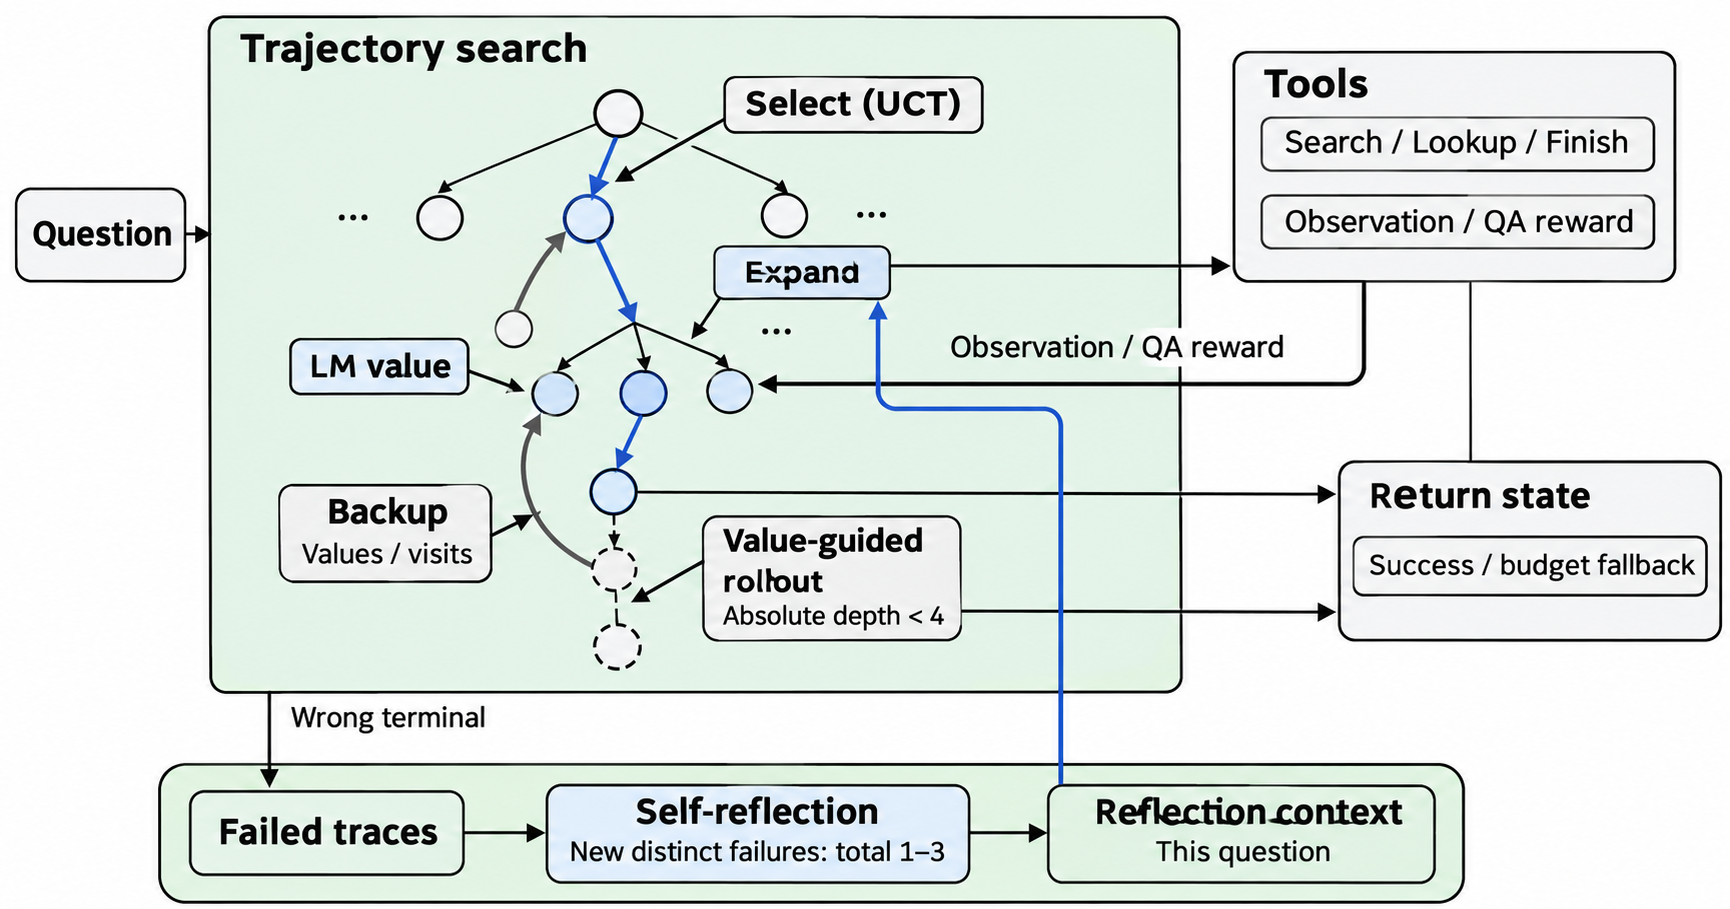 Trajectory search
Select (UCT)
Tools
Search / Lookup / Finish
Observation / QA reward
Question
...
...
Expand
...
Observation / QA reward
LM value
Backup
Values / visits
Value-guided
rollout
Absolute depth < 4
Return state
Success / budget fallback
Wrong terminal
Failed traces
Self-reflection
New distinct failures: total 1–3
Reflection context
This question